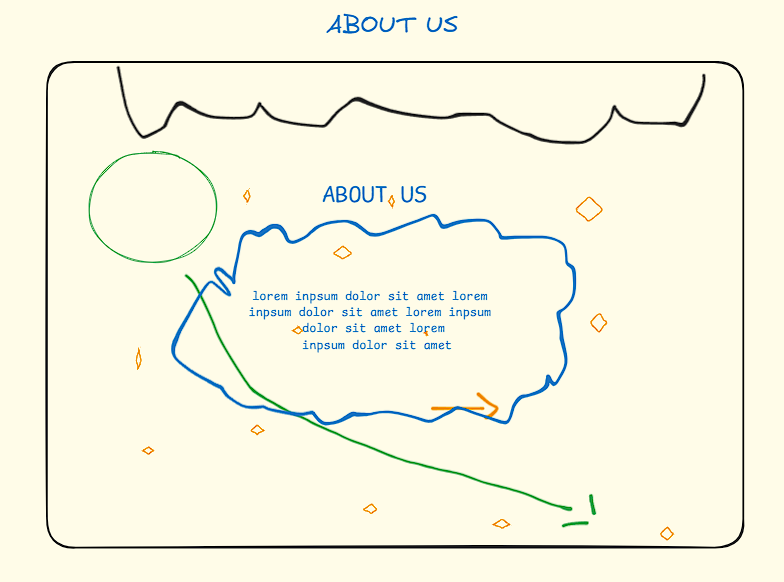 ABOUT US
ABOUT US
lorem inpsum dolor sit amet lorem
inpsum dolor sit amet lorem inpsum
dolor sit amet lorem
inpsum dolor sit amet